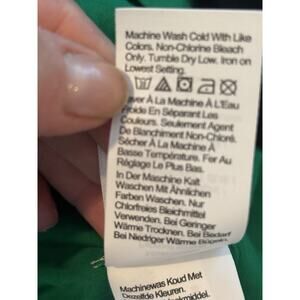 Machine Wash Cold With Like
Colors. Non-Chlorine Bleach
Only. Tumble Dry Low. Iron on
Lowest Setting.
À La Machine À L'Eau
Froide En Séparant Les
Couleurs. Seulement Agent
De Blanchiment Non-Chloré.
Sécher À La Machine À
Basse Température. Fer Au
Réglage Le Plus Bas.
In Der Maschine Kalt
Waschen Mit Ähnlichen
Farben Waschen. Nur
Chlorfreies Bleichmittel
Verwenden. Bei Geringer
Wärme Trocknen. Bei Bedarf
Bei Niedriger Wärme Bügeln.
Machinewas Koud Met
Dezelfde Kleuren.